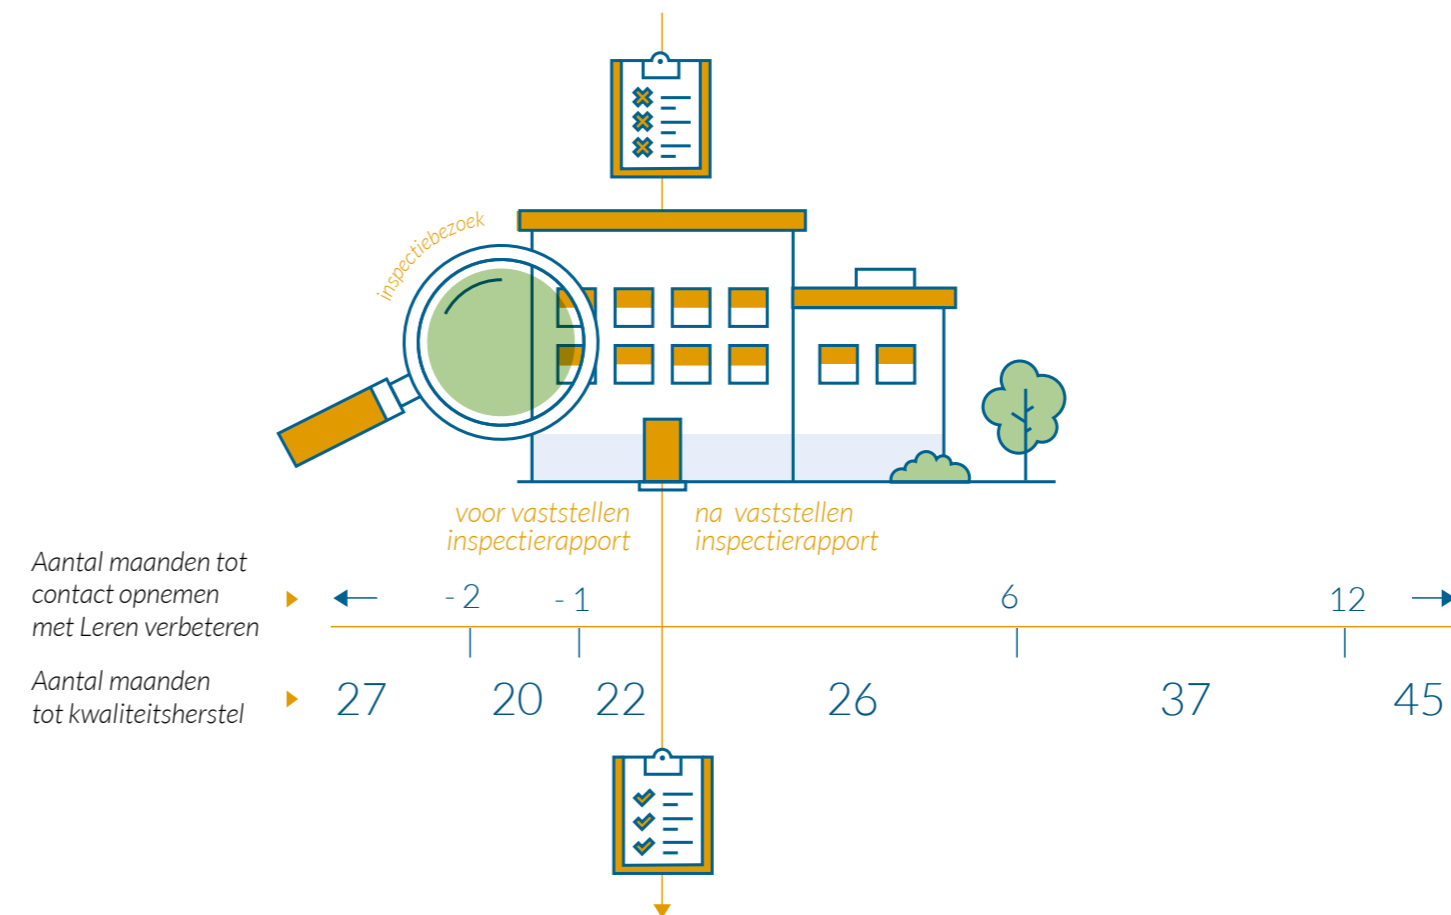 inspectiebezoek
voor vaststellen
inspectierapport
na vaststellen
inspectierapport
Aantal maanden tot
contact opnemen
met Leren verbeteren
- 2
- 1
6
12
Aantal maanden
tot kwaliteitsherstel
27
20
22
26
37
45